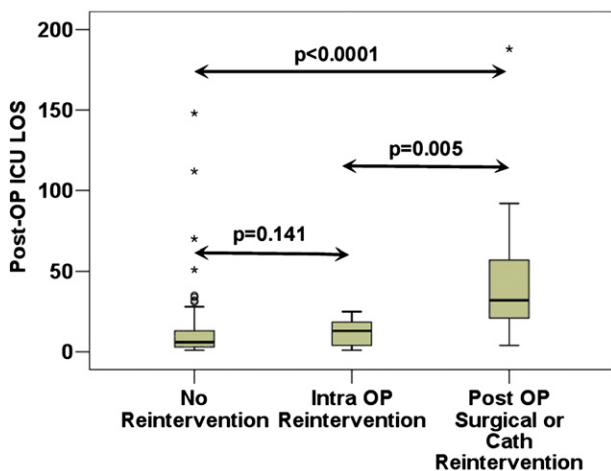 200
150
100
50
0
Post-OP ICU LOS
p<0.0001
p=0.005
p=0.141
*
*
*
*
*
No
Reintervention
Intra OP
Reintervention
Post OP
Surgical or
Cath
Reintervention